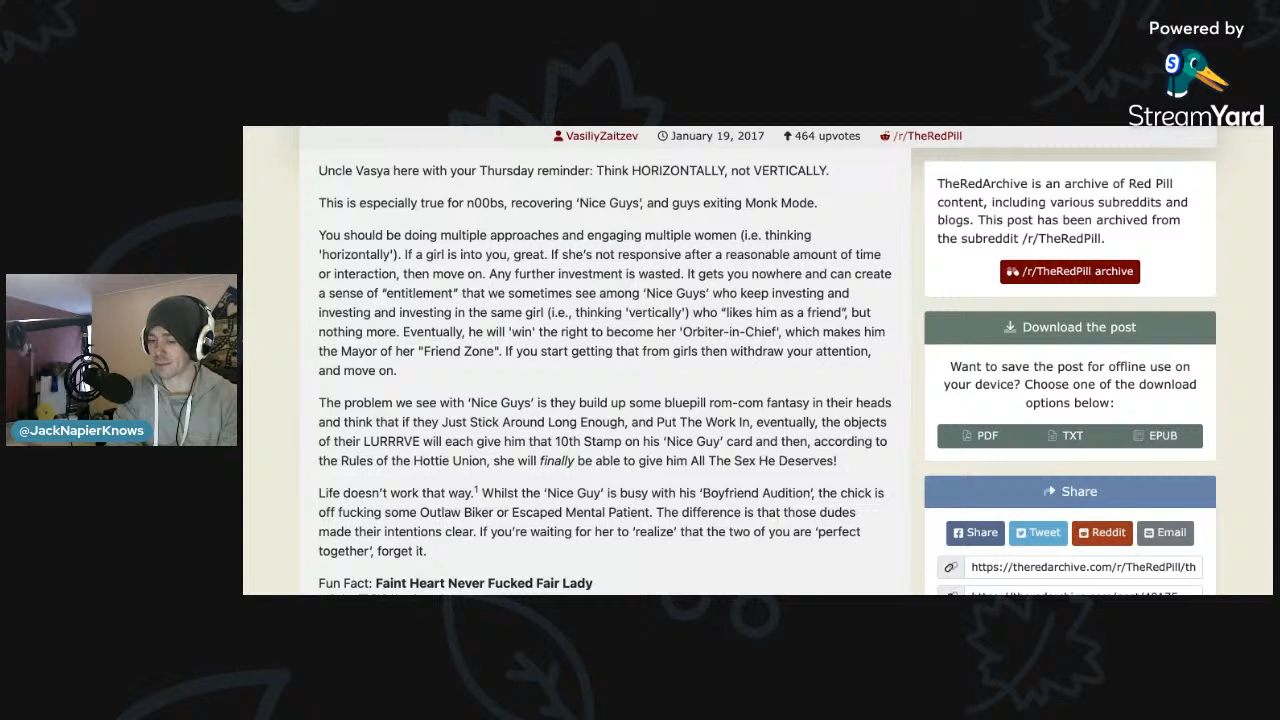 Powered by
StreamYard
VasiliyZaitzev January 19, 2017 464 upvotes /r/TheRedPill
Uncle Vasya here with your Thursday reminder: Think HORIZONTALLY, not VERTICALLY.
This is especially true for n00bs, recovering ‘Nice Guys’, and guys exiting Monk Mode.
You should be doing multiple approaches and engaging multiple women (i.e. thinking
'horizontally'). If a girl is into you, great. If she’s not responsive after a reasonable amount of time
or interaction, then move on. Any further investment is wasted. It gets you nowhere and can create
a sense of “entitlement” that we sometimes see among ‘Nice Guys’ who keep investing and
investing and investing in the same girl (i.e., thinking 'vertically') who “likes him as a friend”, but
nothing more. Eventually, he will 'win' the right to become her 'Orbiter-in-Chief', which makes him
the Mayor of her "Friend Zone". If you start getting that from girls then withdraw your attention,
and move on.
The problem we see with ‘Nice Guys’ is they build up some bluepill rom-com fantasy in their heads
and think that if they Just Stick Around Long Enough, and Put The Work In, eventually, the objects
of their LURRRVE will each give him that 10th Stamp on his ‘Nice Guy’ card and then, according to
the Rules of the Hottie Union, she will finally be able to give him All The Sex He Deserves!
Life doesn’t work that way.1 Whilst the ‘Nice Guy’ is busy with his ‘Boyfriend Audition’, the chick is
off fucking some Outlaw Biker or Escaped Mental Patient. The difference is that those dudes
made their intentions clear. If you’re waiting for her to ‘realize’ that the two of you are ‘perfect
together’, forget it.
Fun Fact: Faint Heart Never Fucked Fair Lady
TheRedArchive is an archive of Red Pill
content, including various subreddits and
blogs. This post has been archived from
the subreddit /r/TheRedPill.
/r/TheRedPill archive
Download the post
Want to save the post for offline use on
your device? Choose one of the download
options below:
PDF TXT EPUB
Share
Share Tweet Reddit Email
https://theredarchive.com/r/TheRedPill/th
@JackNapierKnows